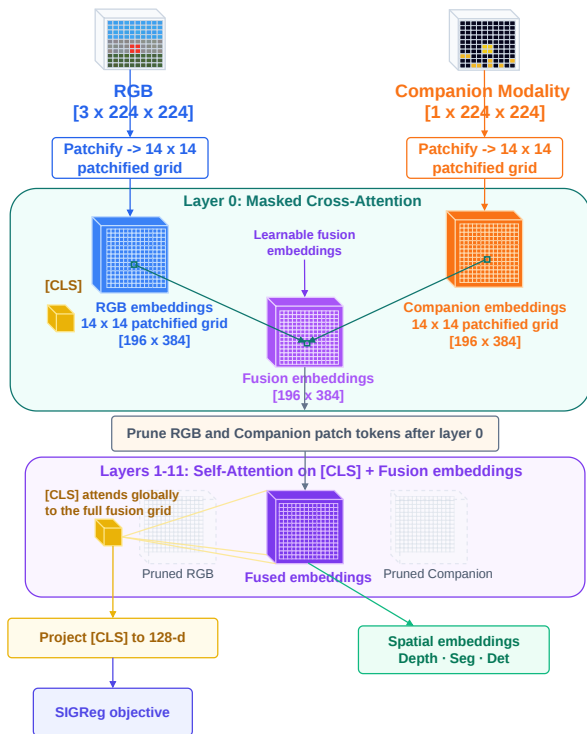 RGB
[3 x 224 x 224]
Companion Modality
[1 x 224 x 224]
Patchify -> 14 x 14
patchified grid
Patchify -> 14 x 14
patchified grid
Layer 0: Masked Cross-Attention
Learnable fusion
embeddings
[CLS]
RGB embeddings
14 x 14 patchified grid
[196 x 384]
Companion embeddings
14 x 14 patchified grid
[196 x 384]
Fusion embeddings
[196 x 384]
Prune RGB and Companion patch tokens after layer 0
Layers 1-11: Self-Attention on [CLS] + Fusion embeddings
[CLS] attends globally
to the full fusion grid
Pruned RGB
Fused embeddings
Pruned Companion
Project [CLS] to 128-d
Spatial embeddings
Depth · Seg · Det
SIGReg objective